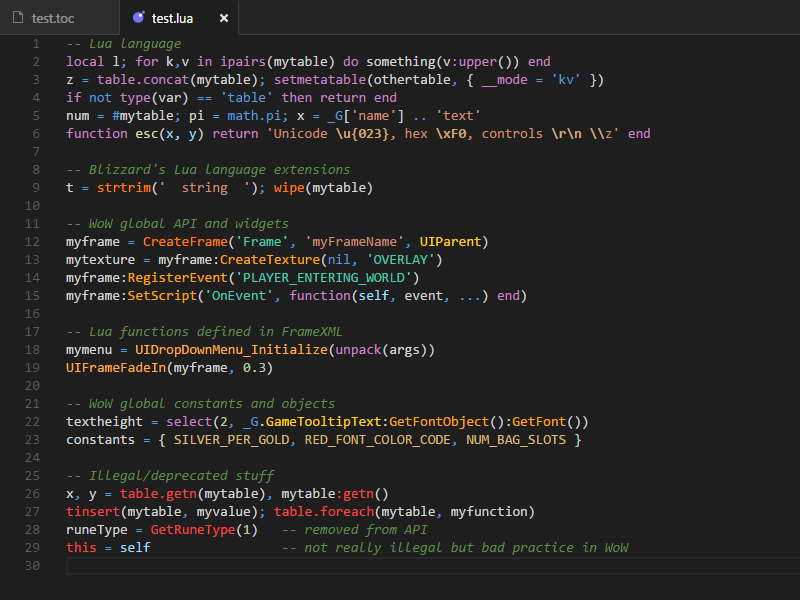 test.toc test.lua ×
1 -- Lua language
2 local l; for k,v in ipairs(mytable) do something(v:upper()) end
3 z = table.concat(mytable); setmetatable(othertable, { __mode = 'kv' })
4 if not type(var) == 'table' then return end
5 num = #mytable; pi = math.pi; x = _G['name'] .. 'text'
6 function esc(x, y) return 'Unicode \u{023}, hex \xF0, controls \r\n \\z' end
7
8 -- Blizzard's Lua language extensions
9 t = strtrim('  string  '); wipe(mytable)
10
11 -- WoW global API and widgets
12 myframe = CreateFrame('Frame', 'myFrameName', UIParent)
13 mytexture = myframe:CreateTexture(nil, 'OVERLAY')
14 myframe:RegisterEvent('PLAYER_ENTERING_WORLD')
15 myframe:SetScript('OnEvent', function(self, event, ...) end)
16
17 -- Lua functions defined in FrameXML
18 mymenu = UIDropDownMenu_Initialize(unpack(args))
19 UIFrameFadeIn(myframe, 0.3)
20
21 -- WoW global constants and objects
22 textheight = select(2, _G.GameTooltipText:GetFontObject():GetFont())
23 constants = { SILVER_PER_GOLD, RED_FONT_COLOR_CODE, NUM_BAG_SLOTS }
24
25 -- Illegal/deprecated stuff
26 x, y = table.getn(mytable), mytable:getn()
27 tinsert(mytable, myvalue); table.foreach(mytable, myfunction)
28 runeType = GetRuneType(1)   -- removed from API
29 this = self                 -- not really illegal but bad practice in WoW
30